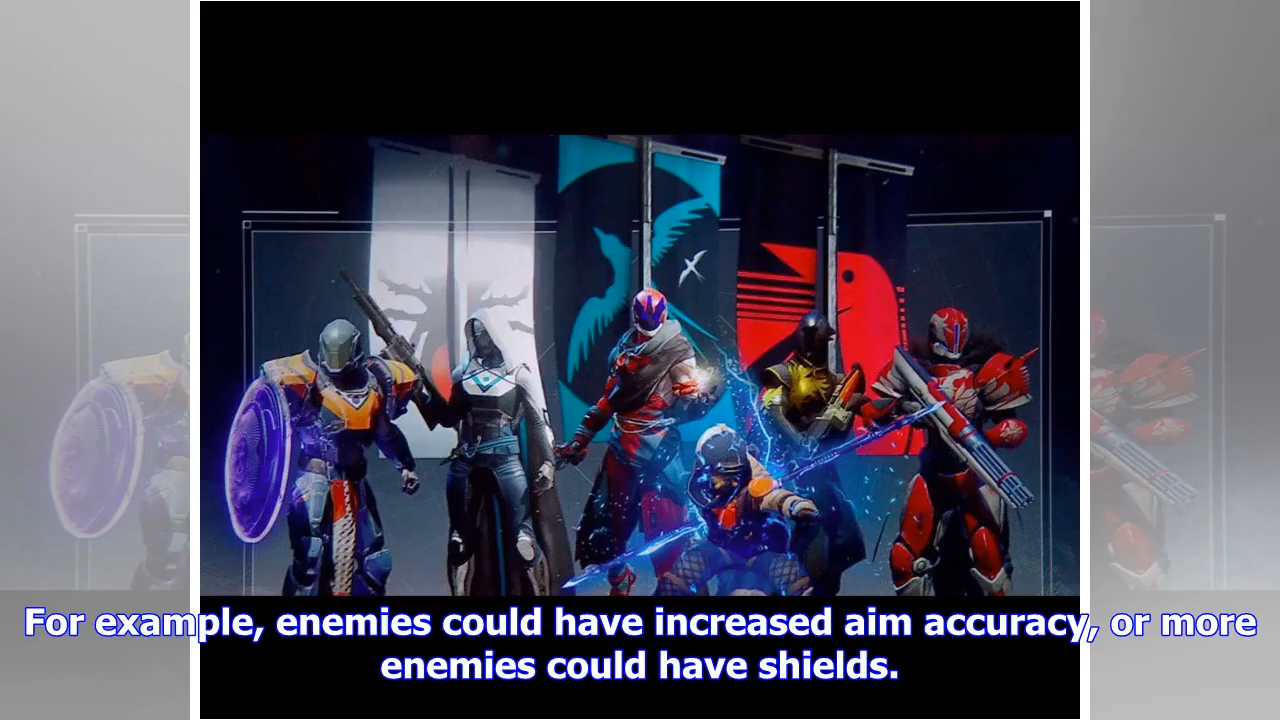 For example, enemies could have increased aim accuracy, or more
enemies could have shields.